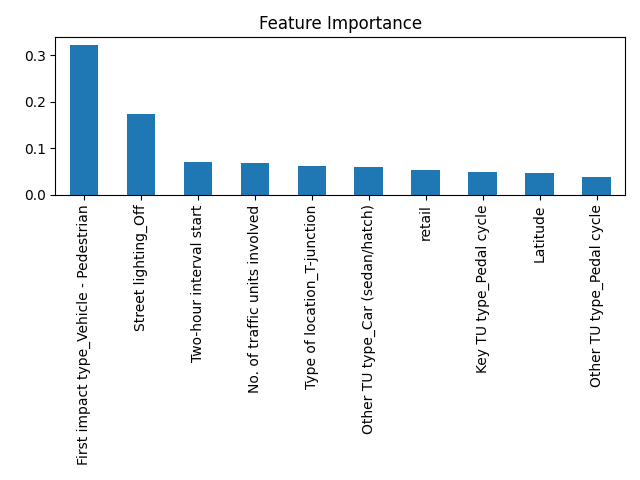 Feature Importance
0.3
0.2
0.1
0.0
First impact type_Vehicle - Pedestrian
Street lighting_Off
Two-hour interval start
No. of traffic units involved
Type of location_T-junction
Other TU type_Car (sedan/hatch)
retail
Key TU type_Pedal cycle
Latitude
Other TU type_Pedal cycle